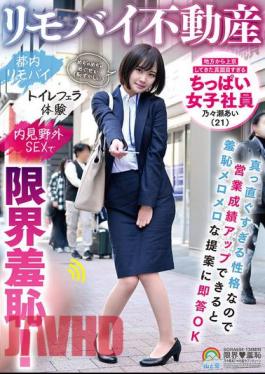 リモバイ不動産
都内
リモバイ
トイレフェラ
体験
内見野外
SEXで
限界羞恥!
地方から上京
してきた真面目すぎる
ちっぱい
女子社員
乃々瀬あい
(21)
真っ直ぐすぎる性格なので
営業成績アップできると
羞恥メロメロな提案に即答OK
JAVHD
限界♥羞恥